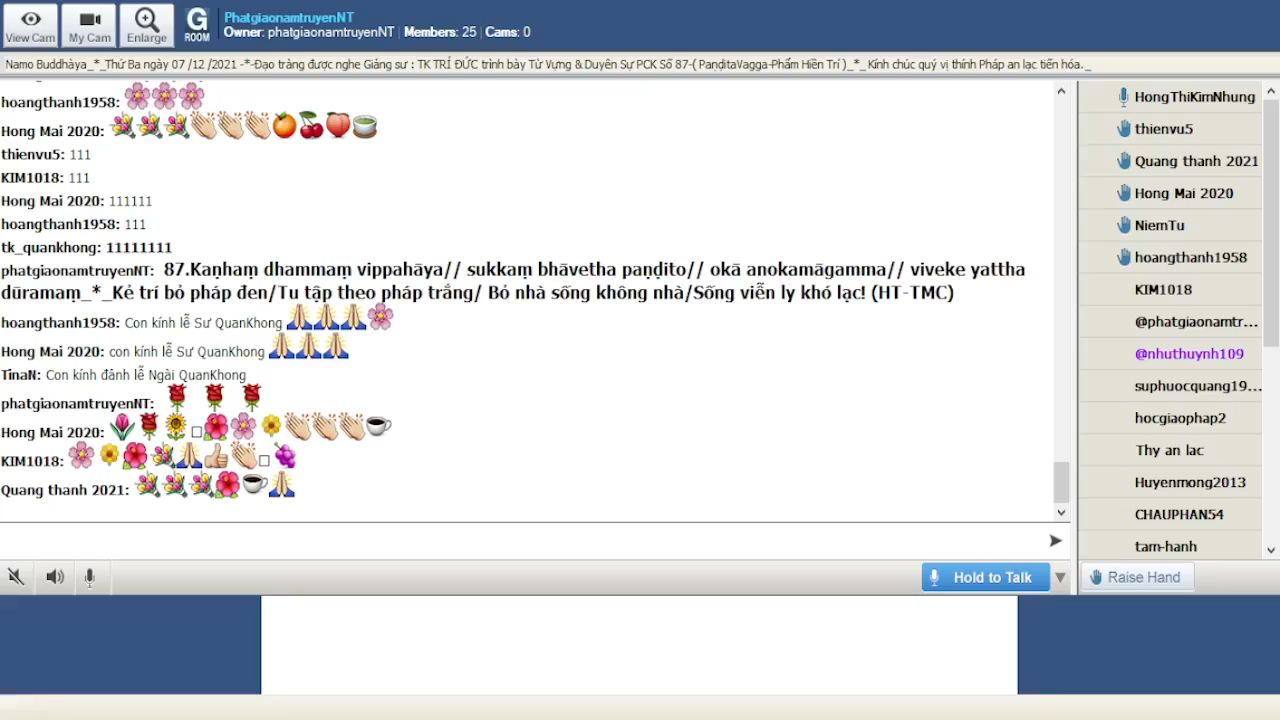 View Cam
My Cam
Enlarge
G
ROOM
PhatgiaonamtruyenNT
Owner: phatgiaonamtruyenNT | Members: 25 | Cams: 0
Namo Buddhàya_*_Thứ Ba ngày 07 /12 /2021 -*-Đạo tràng được nghe Giảng sư : TK TRÍ ĐỨC trình bày Từ Vựng & Duyên Sự PCK Số 87-( PaṇḍitaVagga-Phẩm Hiền Trí )_*_ Kính chúc quý vị thính Pháp an lạc tiến hóa._
hoangthanh1958:
Hong Mai 2020:
thienvu5: 111
KIM1018: 111
Hong Mai 2020: 111111
hoangthanh1958: 111
tk_quankhong: 11111111
phatgiaonamtruyenNT: 87.Kaṇhaṃ dhammaṃ vippahāya// sukkaṃ bhāvetha paṇḍito// okā anokamāgamma// viveke yattha
dūramaṃ_*_Kẻ trí bỏ pháp đen/Tu tập theo pháp trắng/ Bỏ nhà sống không nhà/Sống viễn ly khó lạc! (HT-TMC)
hoangthanh1958: Con kính lễ Sư QuanKhong
Hong Mai 2020: con kính lễ Sư QuanKhong
TinaN: Con kính đảnh lễ Ngài QuanKhong
phatgiaonamtruyenNT:
Hong Mai 2020:
KIM1018:
Quang thanh 2021:
HongThiKimNhung
thienvu5
Quang thanh 2021
Hong Mai 2020
NiemTu
hoangthanh1958
KIM1018
@phatgiaonamtr...
@nhuthuynh109
suphuocquang19...
hocgiaophap2
Thy an lac
Huyenmong2013
CHAUPHAN54
tam-hanh
Hold to Talk
Raise Hand